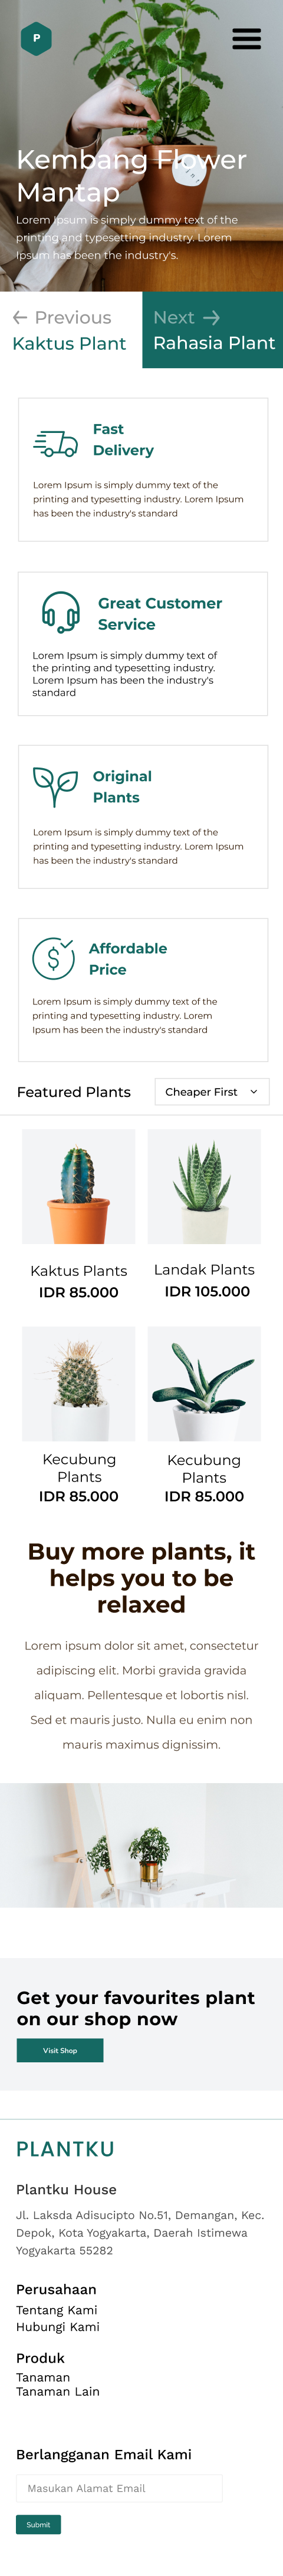 P
Kembang Flower
Mantap
Lorem Ipsum is simply dummy text of the
printing and typesetting industry. Lorem
Ipsum has been the industry's.
Previous
Kaktus Plant
Next
Rahasia Plant
Fast
Delivery
Lorem Ipsum is simply dummy text of the
printing and typesetting industry. Lorem Ipsum
has been the industry's standard
Great Customer
Service
Lorem Ipsum is simply dummy text of
the printing and typesetting industry.
Lorem Ipsum has been the industry's
standard
Original
Plants
Lorem Ipsum is simply dummy text of the
printing and typesetting industry. Lorem Ipsum
has been the industry's standard
Affordable
Price
Lorem Ipsum is simply dummy text of the
printing and typesetting industry. Lorem
Ipsum has been the industry's standard
Featured Plants
Cheaper First
Kaktus Plants
IDR 85.000
Landak Plants
IDR 105.000
Kecubung
Plants
IDR 85.000
Kecubung
Plants
IDR 85.000
Buy more plants, it
helps you to be
relaxed
Lorem ipsum dolor sit amet, consectetur
adipiscing elit. Morbi gravida gravida
aliquam. Pellentesque et lobortis nisl.
Sed et mauris justo. Nulla eu enim non
mauris maximus dignissim.
Get your favourites plant
on our shop now
Visit Shop
PLANTKU
Plantku House
Jl. Laksda Adisucipto No.51, Demangan, Kec.
Depok, Kota Yogyakarta, Daerah Istimewa
Yogyakarta 55282
Perusahaan
Tentang Kami
Hubungi Kami
Produk
Tanaman
Tanaman Lain
Berlangganan Email Kami
Masukan Alamat Email
Submit